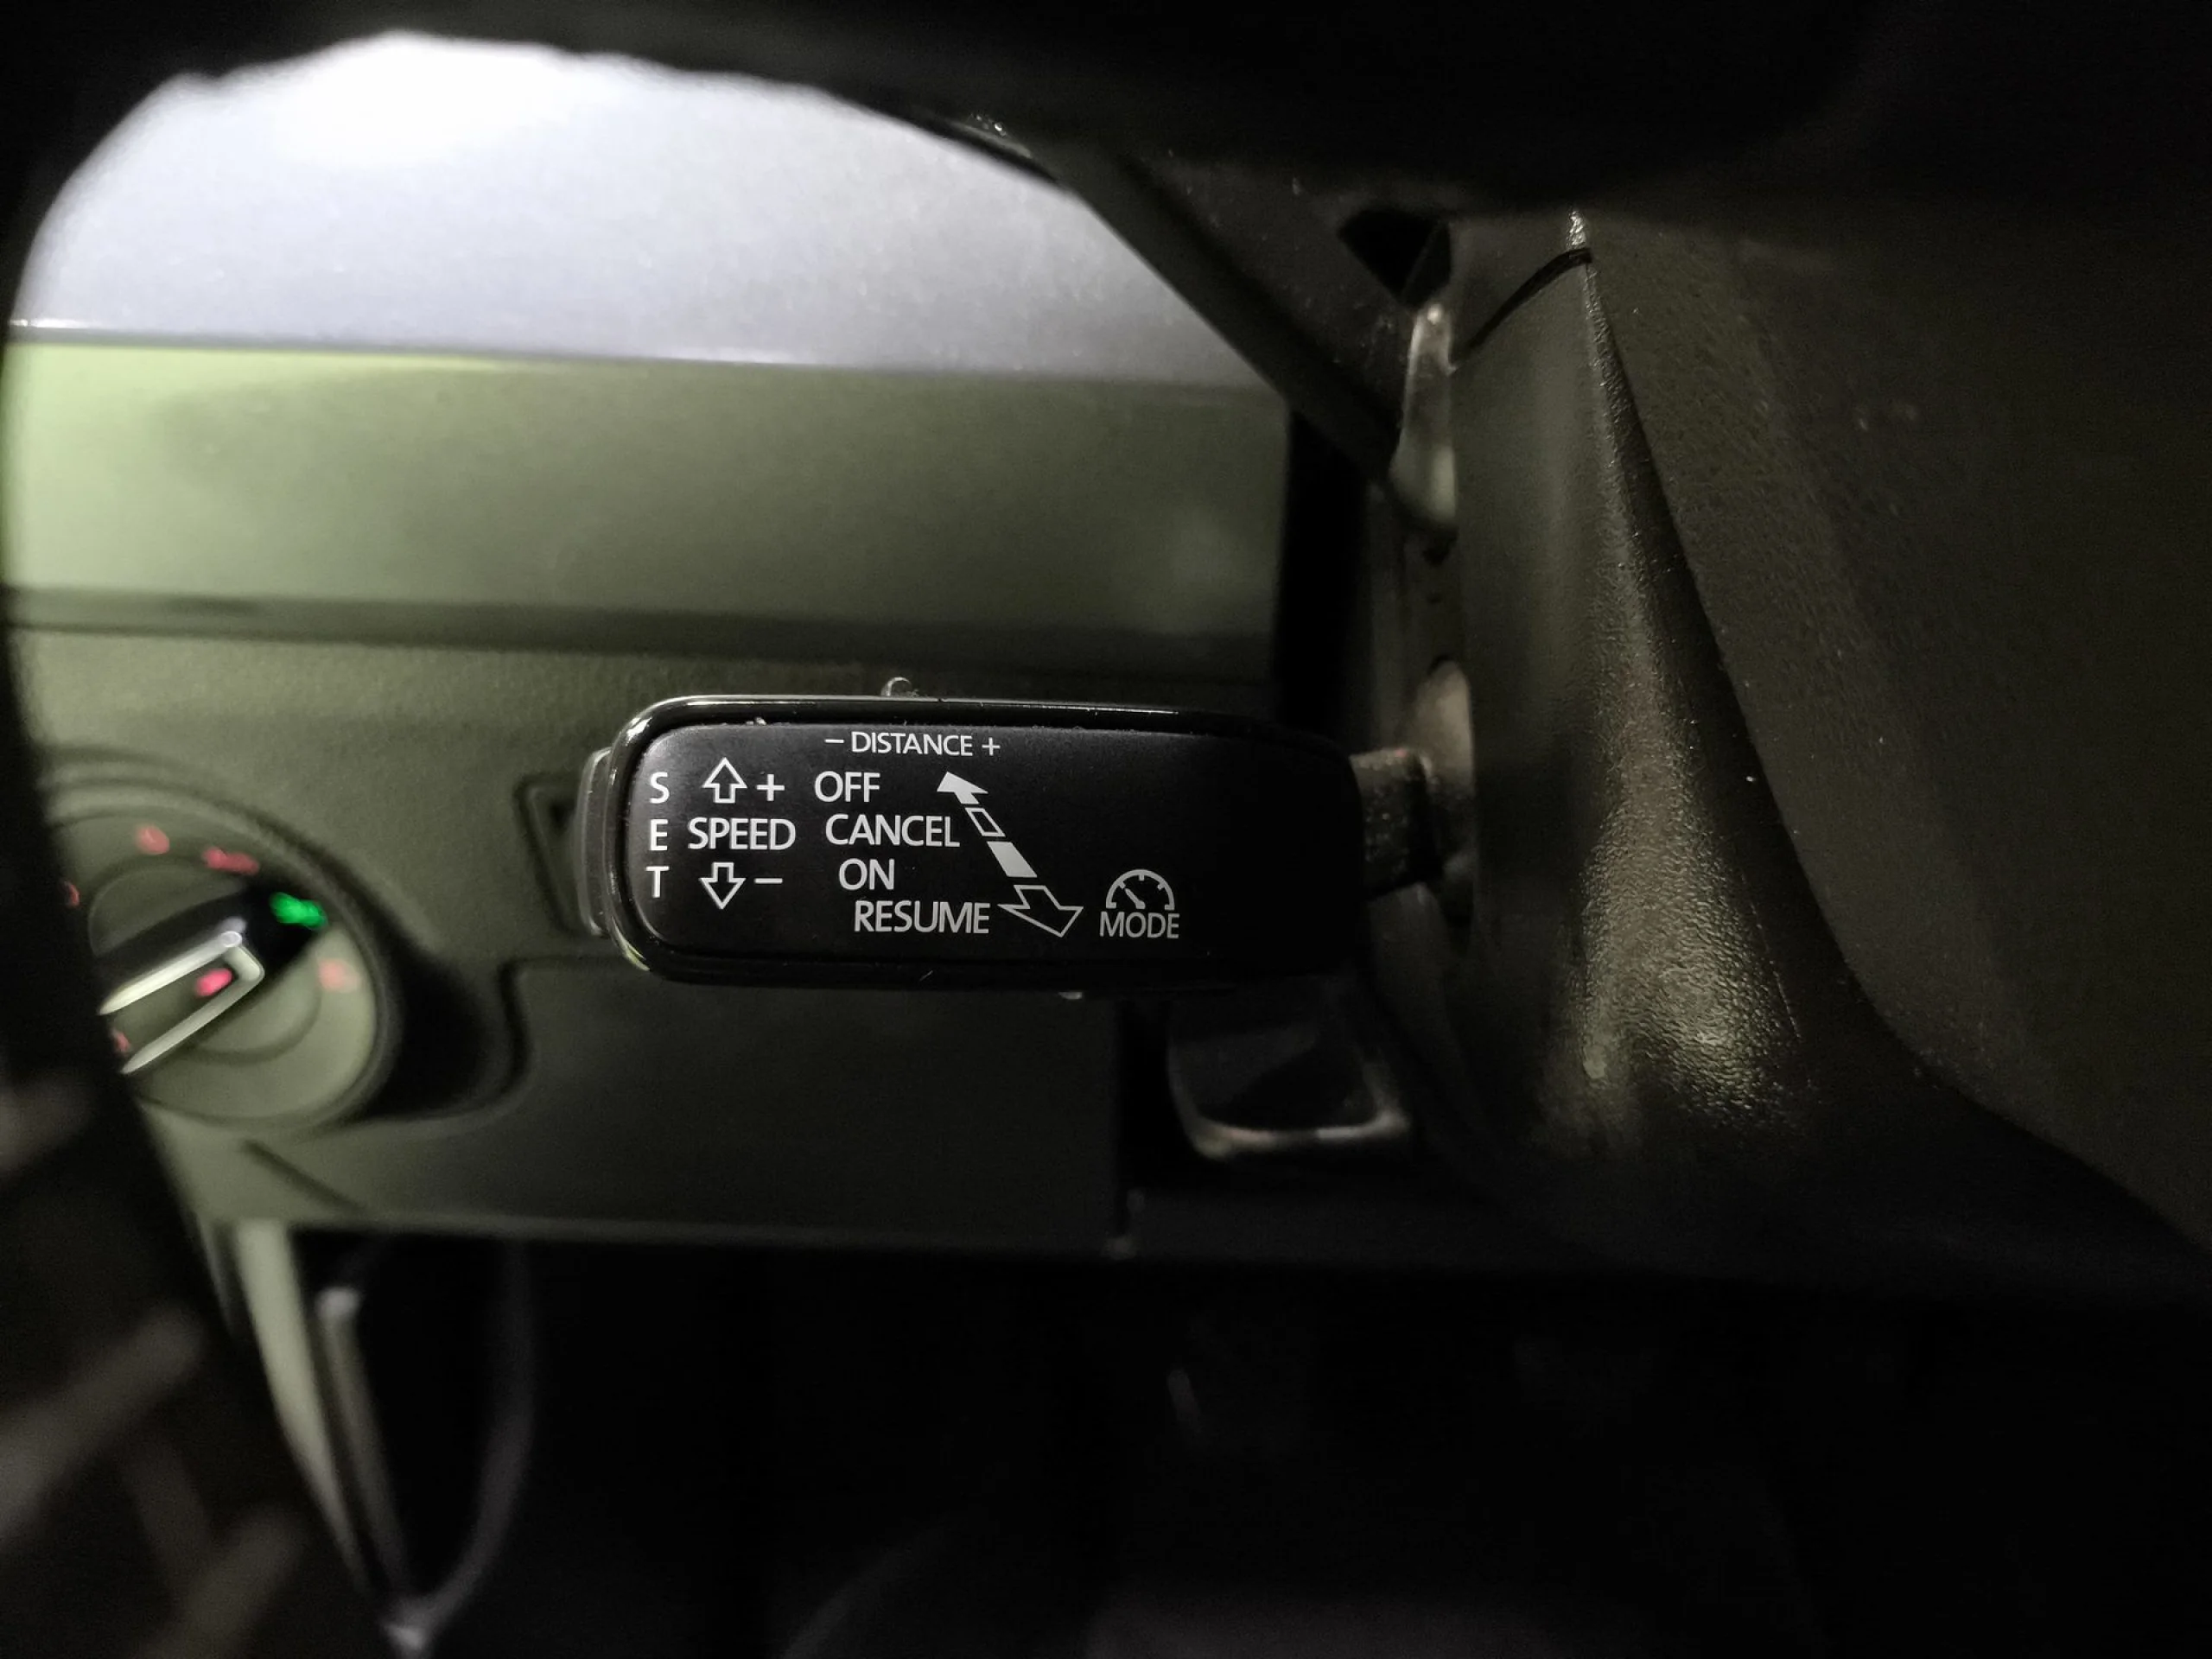 − DISTANCE +
S + OFF
E SPEED CANCEL
T − ON
RESUME MODE